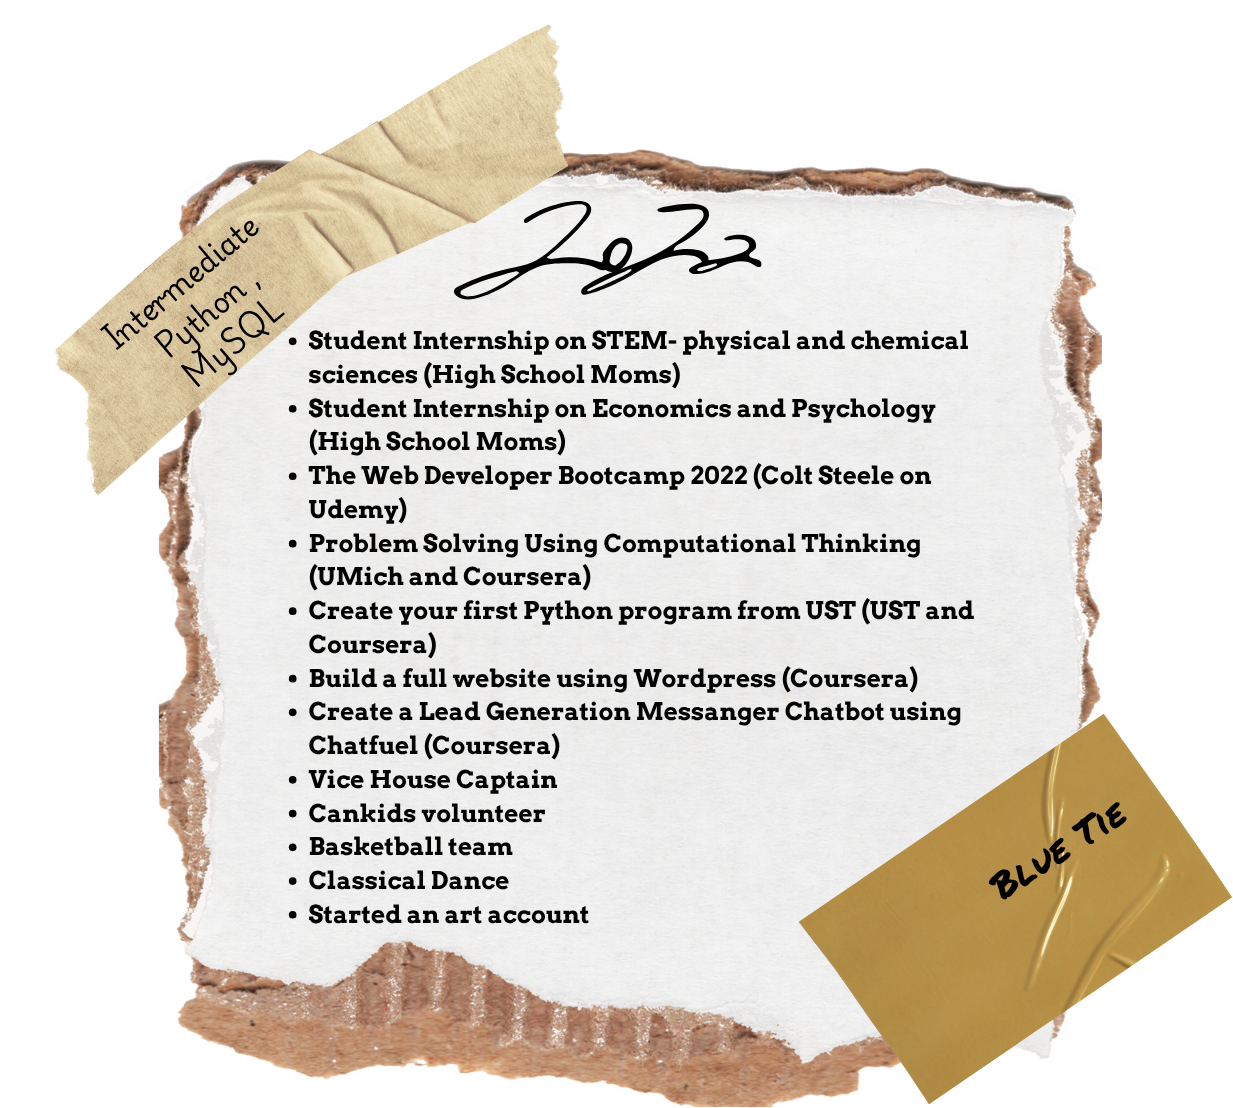 Intermediate
Python ,
MySQL
2022
• Student Internship on STEM- physical and chemical
sciences (High School Moms)
• Student Internship on Economics and Psychology
(High School Moms)
• The Web Developer Bootcamp 2022 (Colt Steele on
Udemy)
• Problem Solving Using Computational Thinking
(UMich and Coursera)
• Create your first Python program from UST (UST and
Coursera)
• Build a full website using Wordpress (Coursera)
• Create a Lead Generation Messanger Chatbot using
Chatfuel (Coursera)
• Vice House Captain
• Cankids volunteer
• Basketball team
• Classical Dance
• Started an art account
Blue Tie